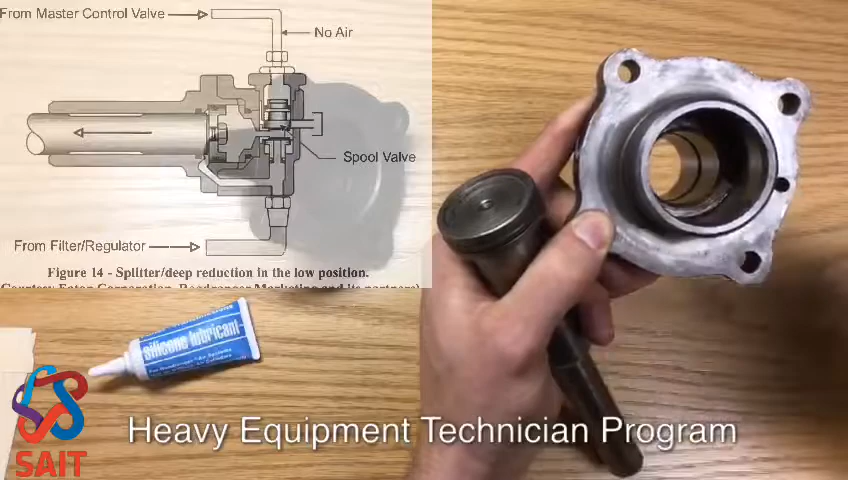 From Master Control Valve
No Air
Spool Valve
From Filter/Regulator
Figure 14 - Splitter/deep reduction in the low position.
silicone lubricant
Heavy Equipment Technician Program
SAIT